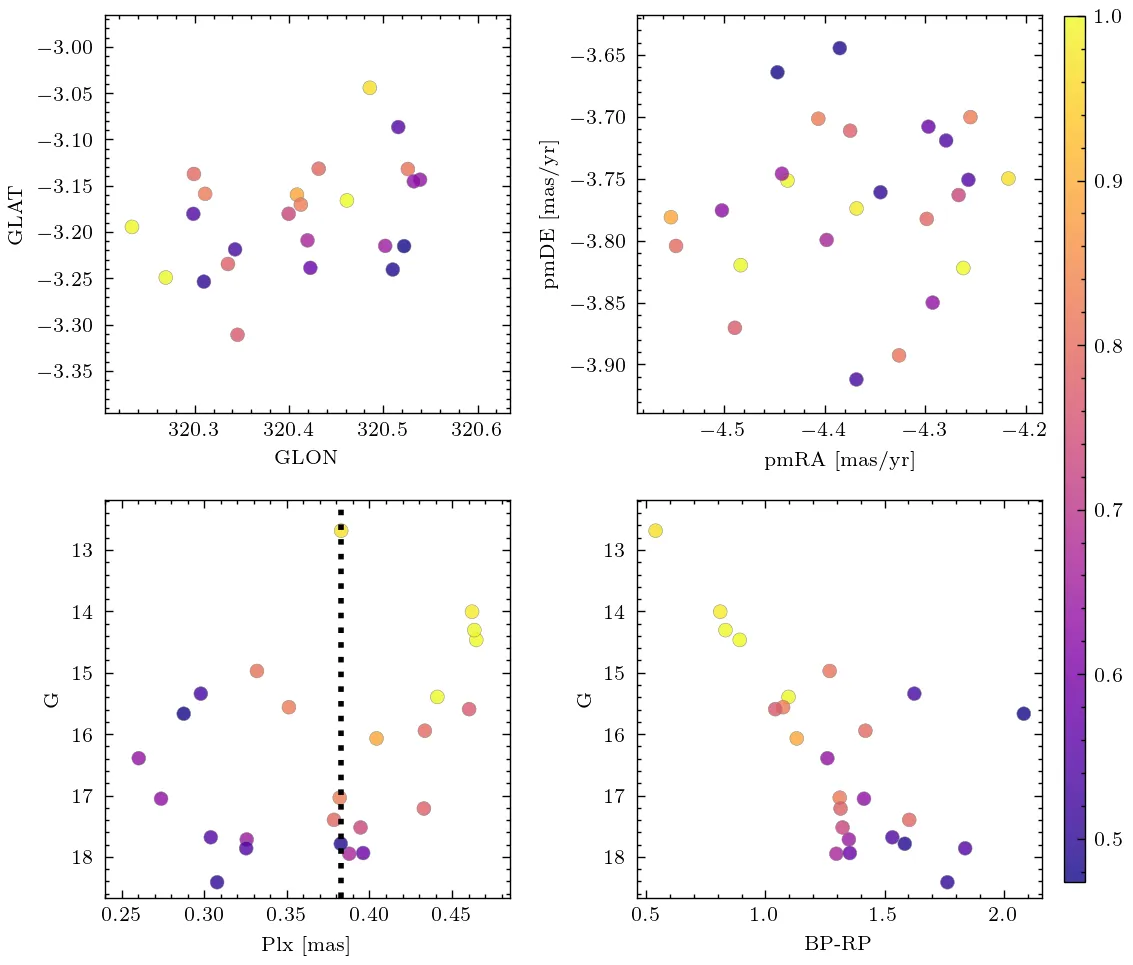 −3.00
−3.05
−3.10
−3.15
−3.20
−3.25
−3.30
−3.35
GLAT
320.3 320.4 320.5 320.6
GLON
−3.65
−3.70
−3.75
−3.80
−3.85
−3.90
pmDE [mas/yr]
−4.5 −4.4 −4.3 −4.2
pmRA [mas/yr]
13
14
15
16
17
18
G
0.25 0.30 0.35 0.40 0.45
Plx [mas]
13
14
15
16
17
18
G
0.5 1.0 1.5 2.0
BP-RP
1.0
0.9
0.8
0.7
0.6
0.5